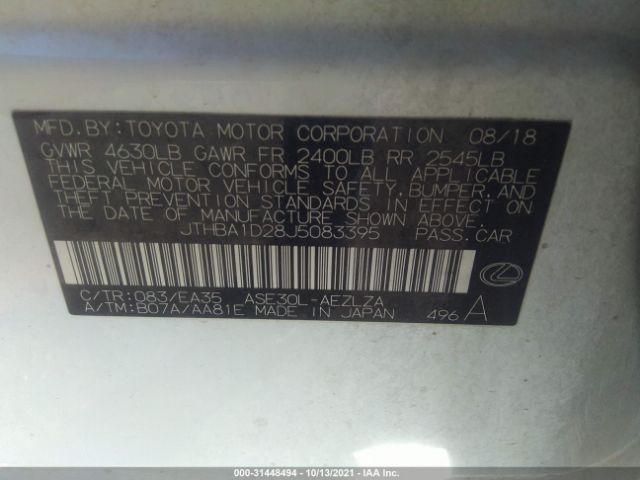 MFD.BY:TOYOTA MOTOR CORPORATION 08/18
GVWR 4630LB GAWR FR 2400LB RR 2545LB
THIS VEHICLE CONFORMS TO ALL APPLICABLE
FEDERAL MOTOR VEHICLE SAFETY,BUMPER,AND
THEFT PREVENTION STANDARDS IN EFFECT ON
THE DATE OF MANUFACTURE SHOWN ABOVE.
JTHBA1D28J5083395 PASS.CAR
C/TR:083/EA35 ASE30L-AEZLZA
A/TM:B07A/AA81E MADE IN JAPAN 496 A
000-31448494 | 10/13/2021 | IAA Inc.